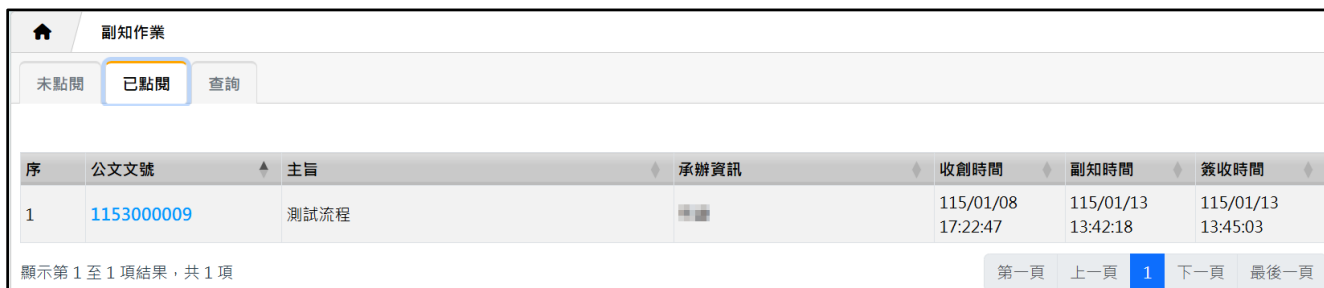 副知作業
未點閱 已點閱 查詢
序 公文文號 主旨 承辦資訊 收創時間 副知時間 簽收時間
1 1153000009 測試流程 115/01/08 115/01/13 115/01/13
17:22:47 13:42:18 13:45:03
顯示第 1 至 1 項結果，共 1 項 第一頁 上一頁 1 下一頁 最後一頁